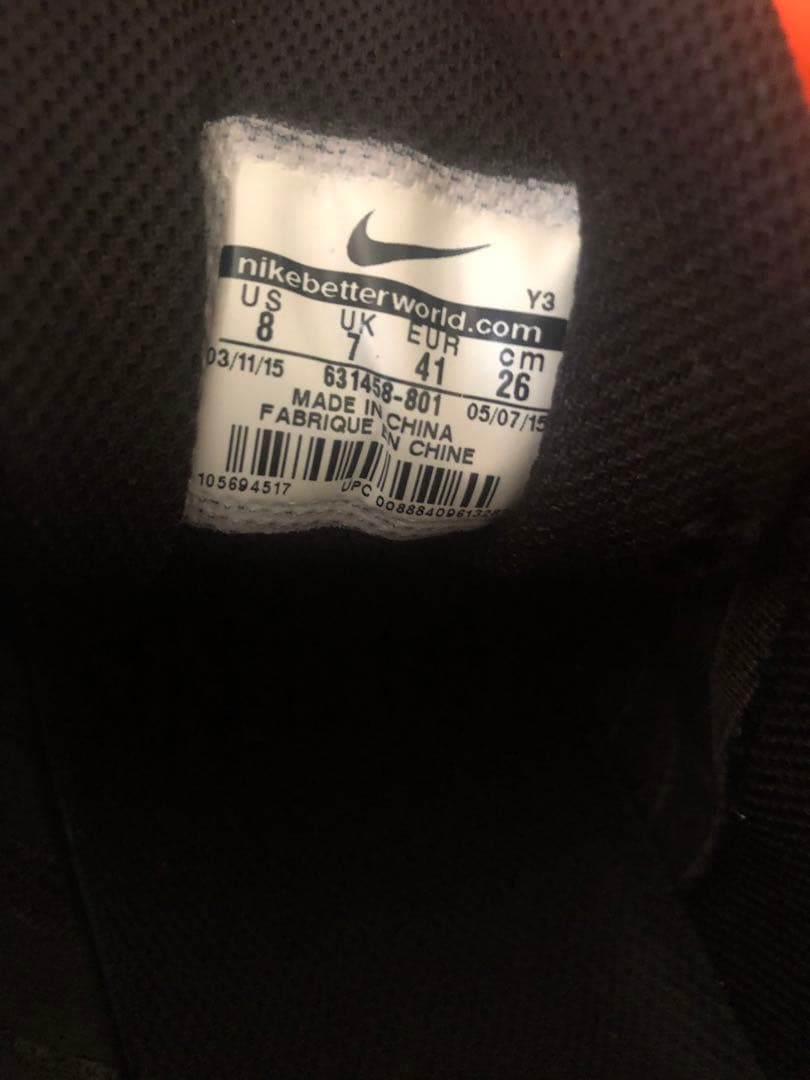 nikebetterworld.com
Y3
US UK EUR cm
8 7 41 26
03/11/15 631458-801 05/07/15
MADE IN CHINA
FABRIQUE EN CHINE
105694517 UPC